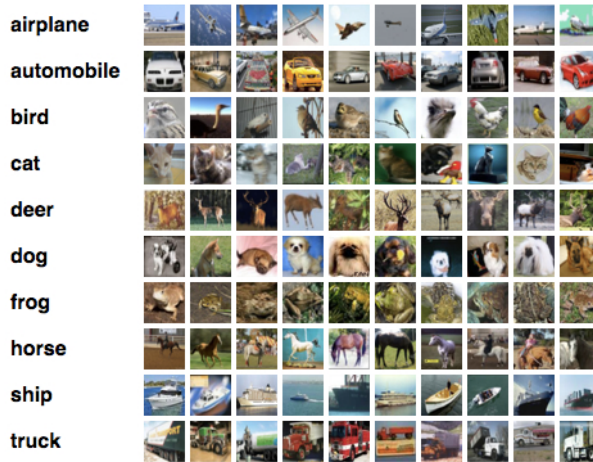 airplane
automobile
bird
cat
deer
dog
frog
horse
ship
truck